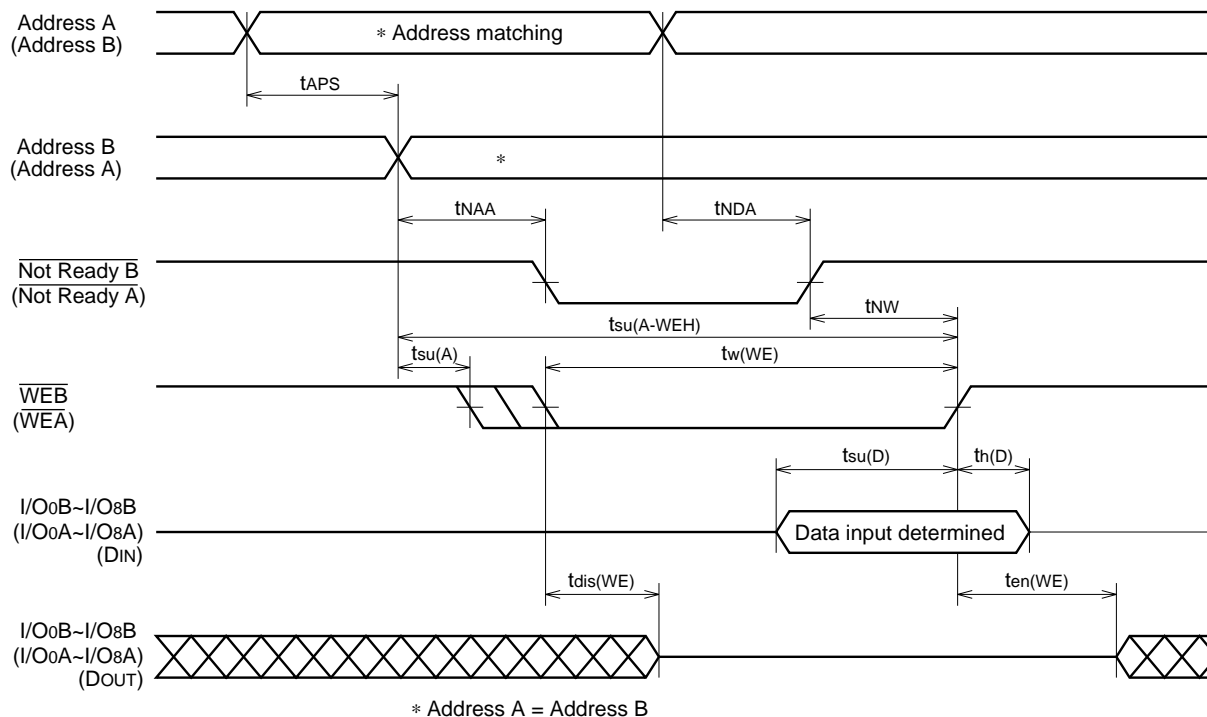 Address A
(Address B)
* Address matching
tAPS
Address B
(Address A)
*
tNAA
tNDA
Not Ready B
(Not Ready A)
tNW
tsu(A-WEH)
tsu(A)
tw(WE)
WEB
(WEA)
tsu(D)
th(D)
I/O0B~I/O8B
(I/O0A~I/O8A)
(DIN)
Data input determined
tdis(WE)
ten(WE)
I/O0B~I/O8B
(I/O0A~I/O8A)
(DOUT)
* Address A = Address B